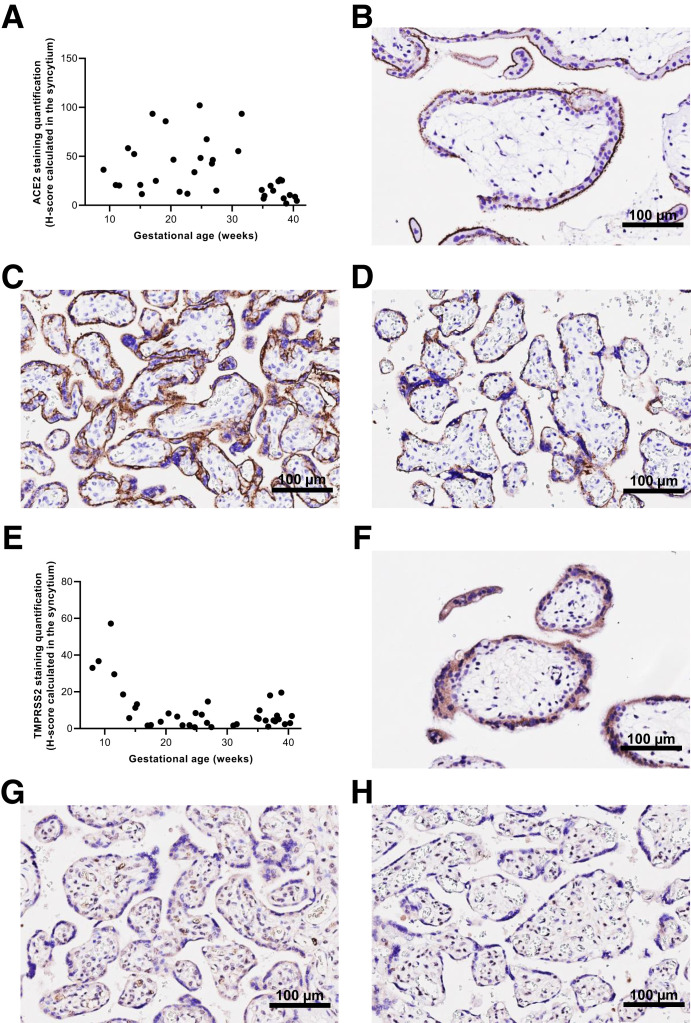 A
ACE2 staining quantification
(H-score calculated in the syncytium)
150
100
50
0
10
20
30
40
Gestational age (weeks)
B
100 µm
C
100 µm
D
100 µm
E
TMPRSS2 staining quantification
(H-score calculated in the syncytium)
80
60
40
20
0
10
20
30
40
Gestational age (weeks)
F
100 µm
G
100 µm
H
100 µm